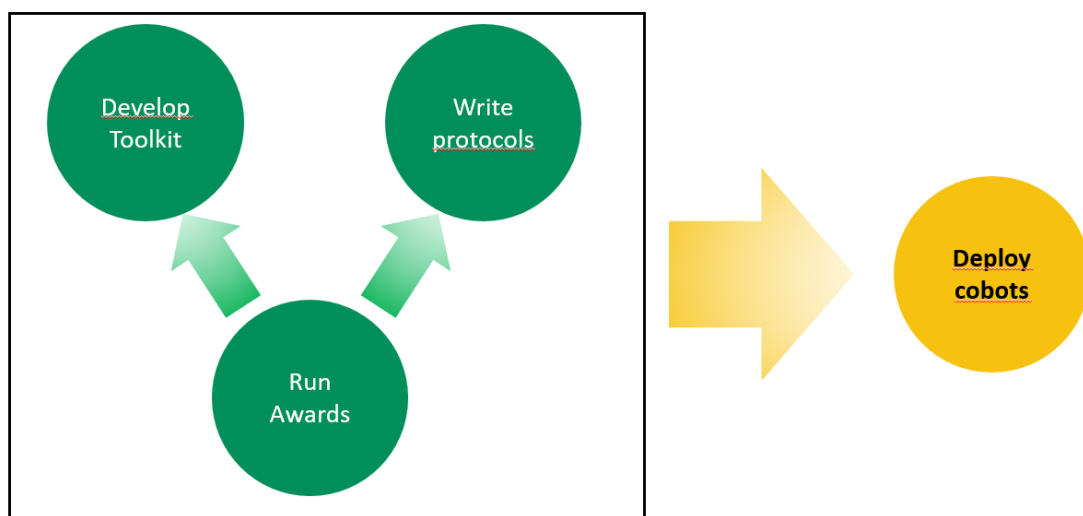 Develop
Toolkit
Write
protocols
Run
Awards
Deploy
cobots